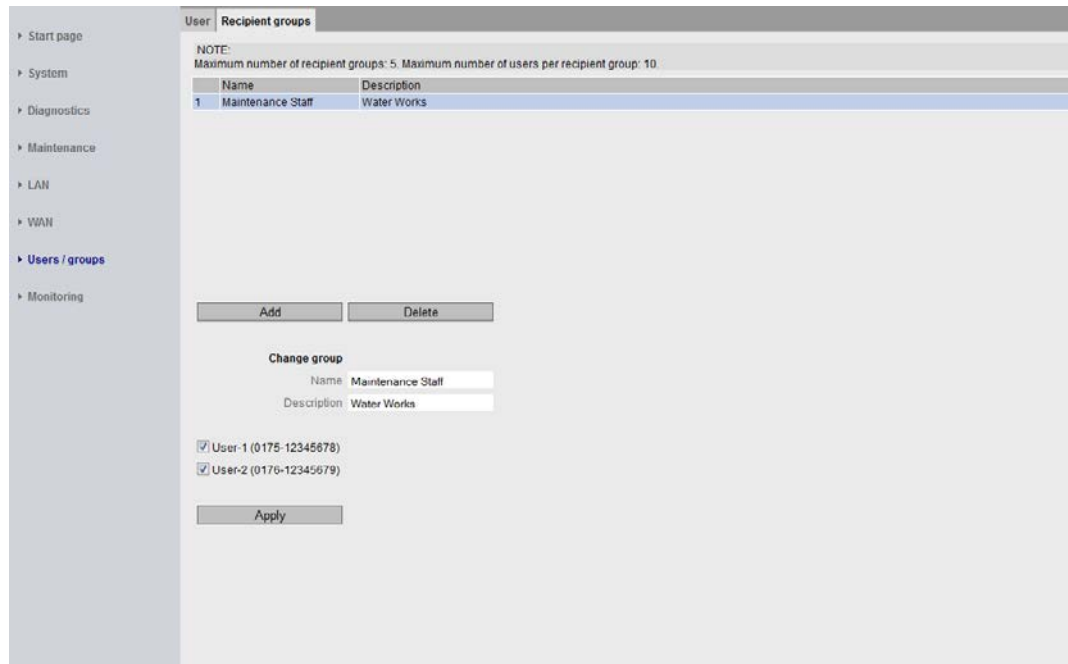 Start page
System
Diagnostics
Maintenance
LAN
WAN
Users / groups
Monitoring
User Recipient groups
NOTE:
Maximum number of recipient groups: 5. Maximum number of users per recipient group: 10.
Name Description
1 Maintenance Staff Water Works
Add Delete
Change group
Name Maintenance Staff
Description Water Works
User-1 (0175-12345678)
User-2 (0176-12345679)
Apply